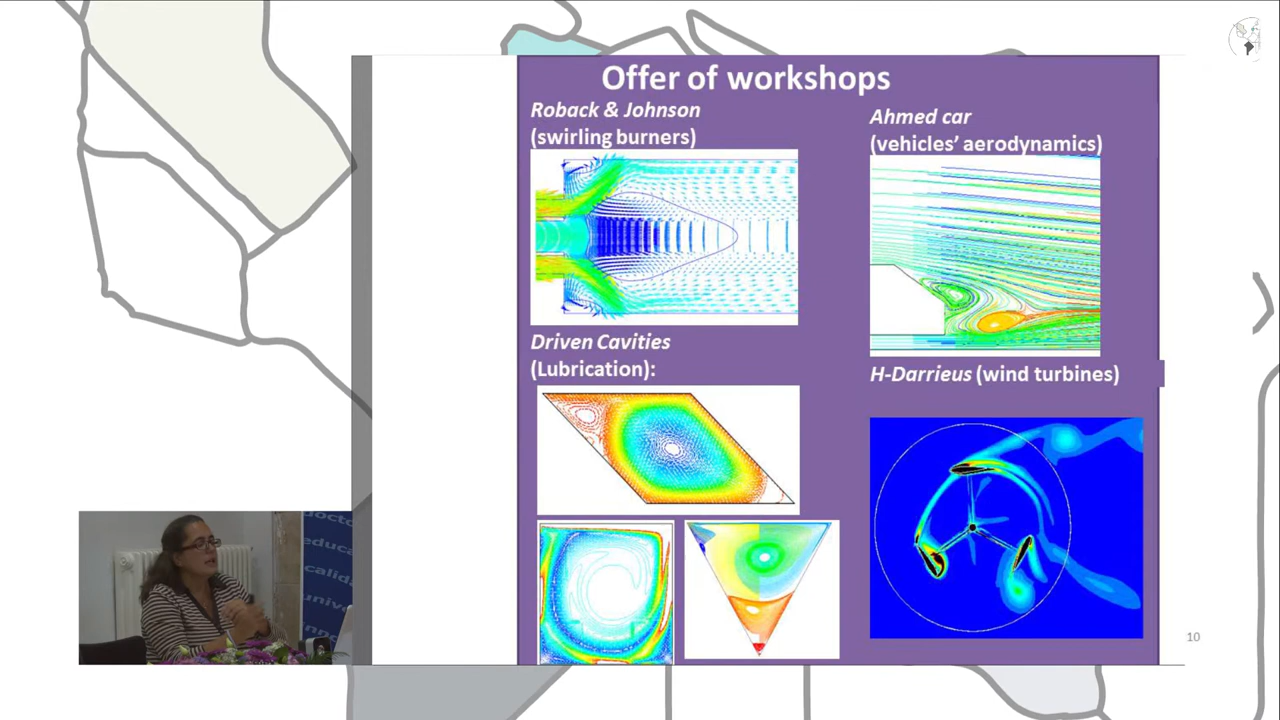 Offer of workshops
Roback & Johnson
(swirling burners)
Ahmed car
(vehicles’ aerodynamics)
Driven Cavities
(Lubrication):
H-Darrieus (wind turbines)
10